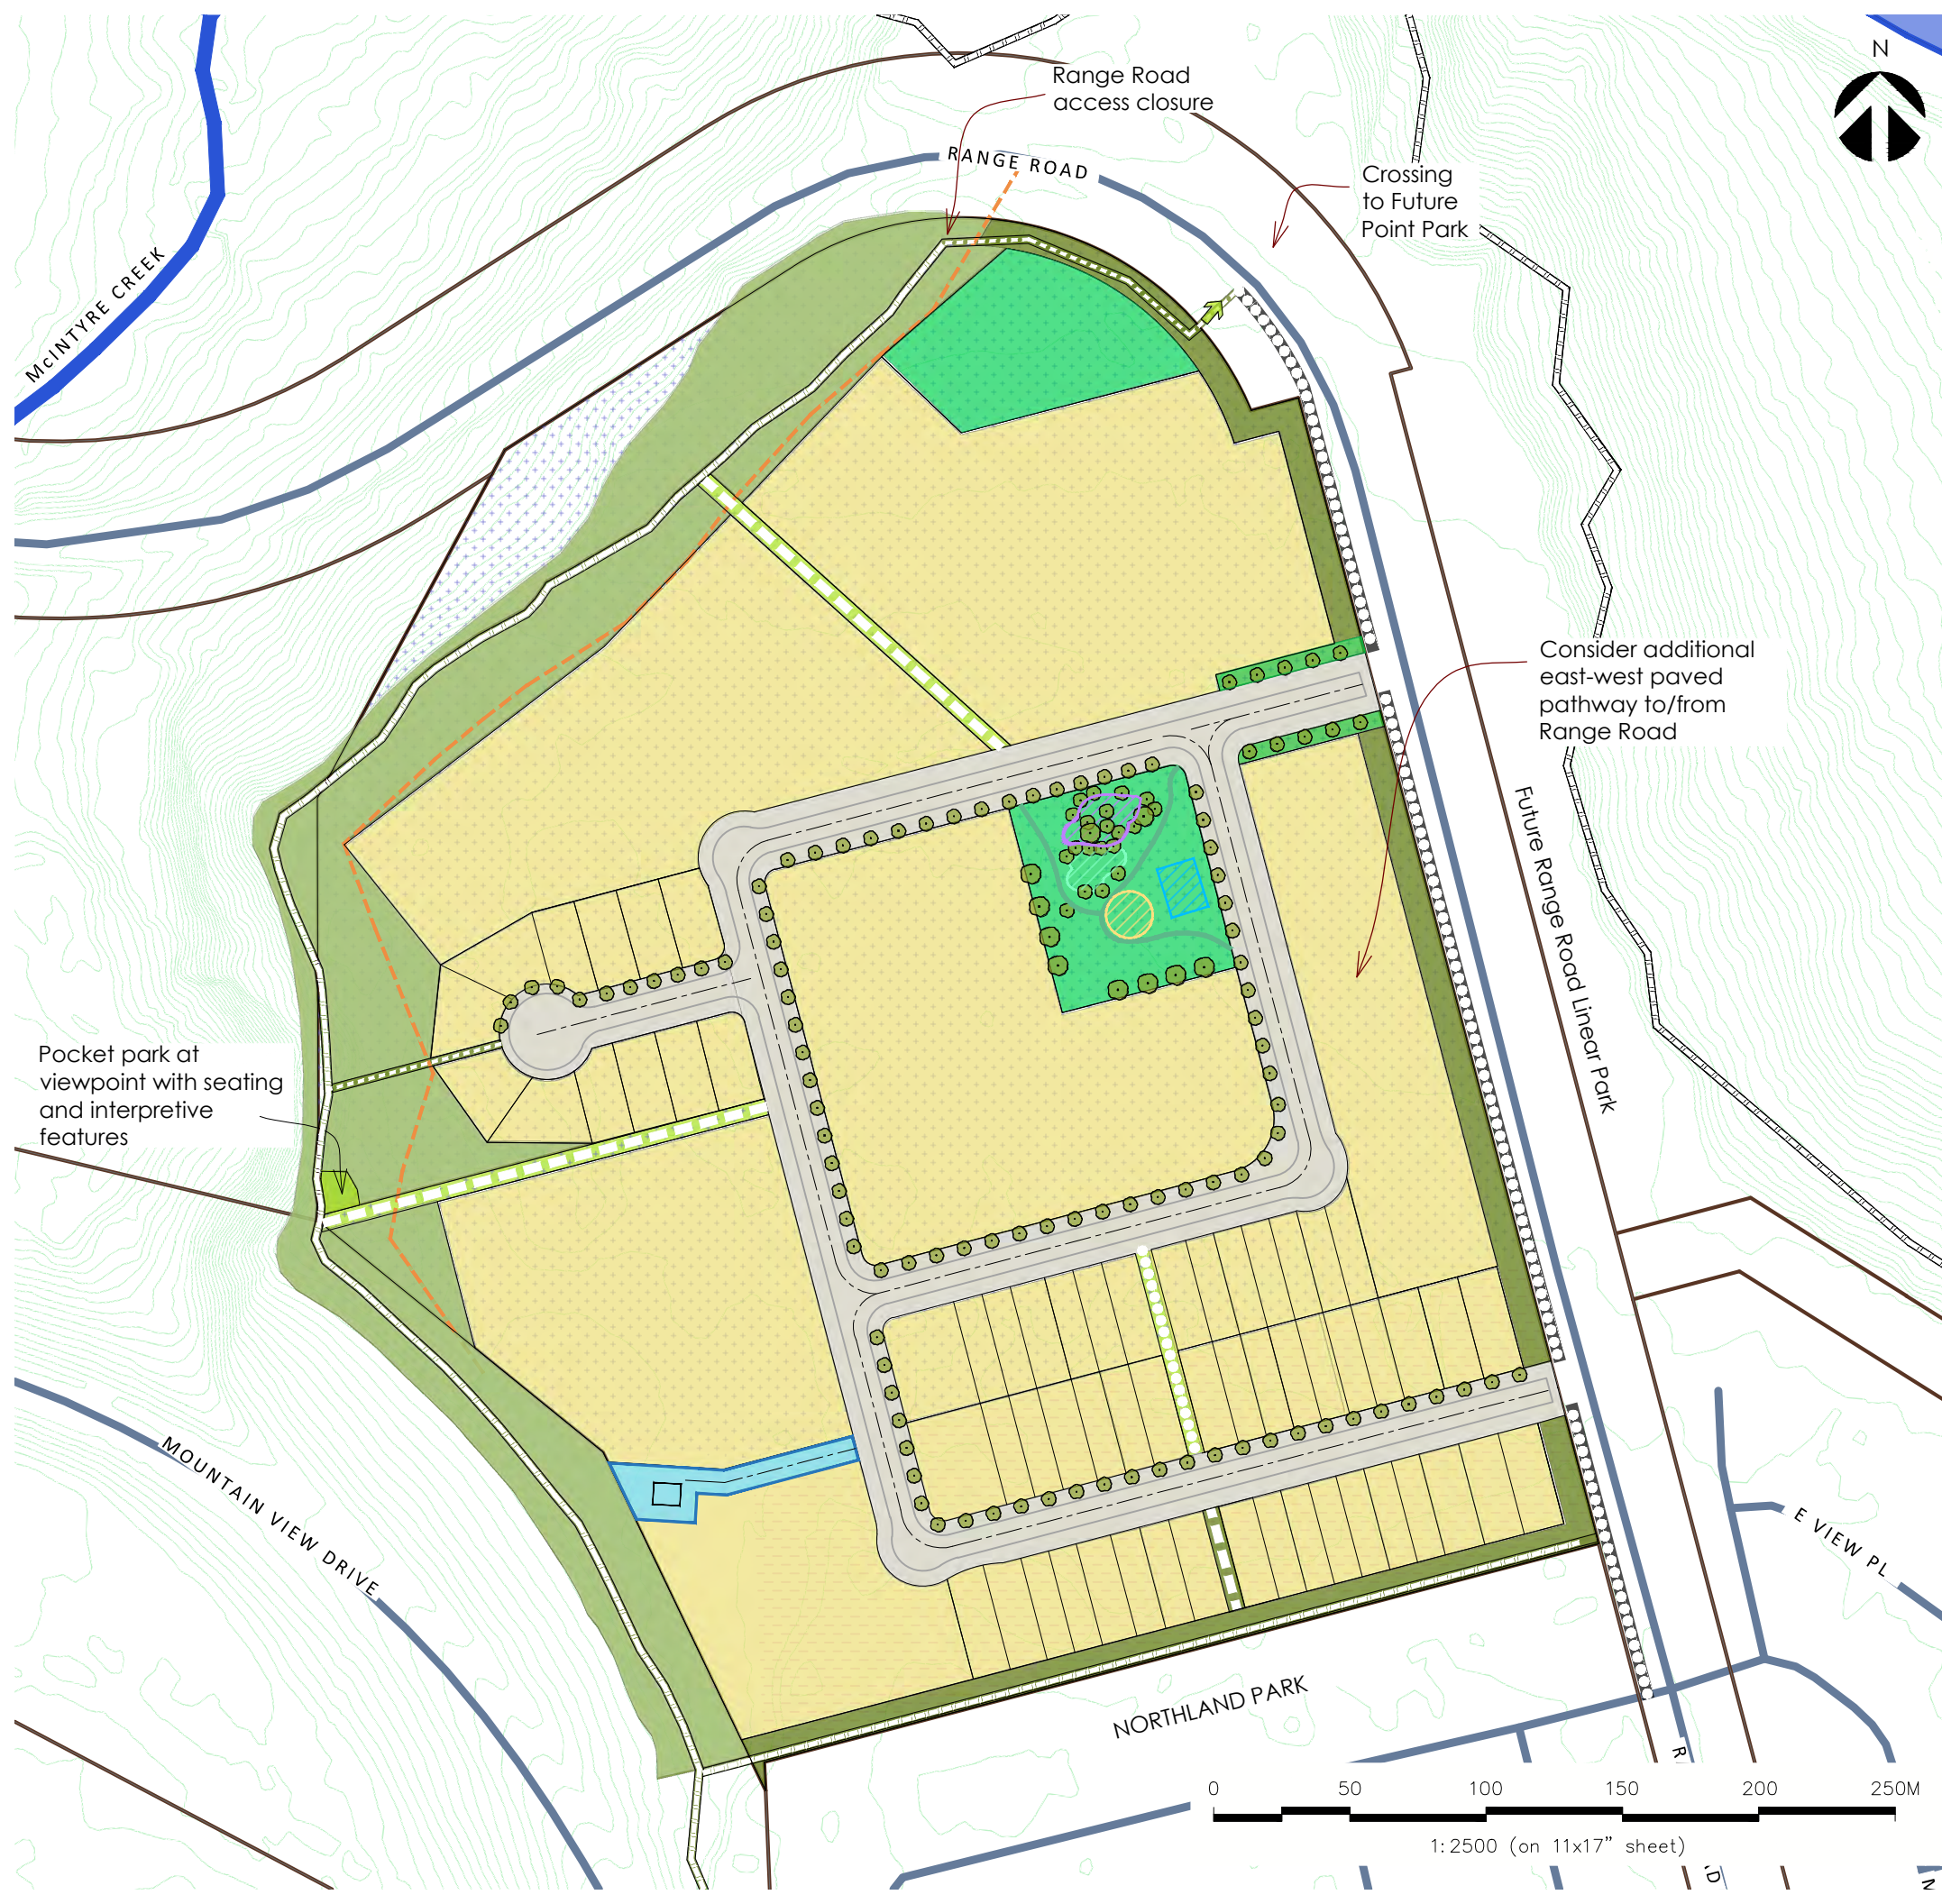 N
Range Road
access closure
RANGE ROAD
Crossing
to Future
Point Park
McINTYRE CREEK
Consider additional
east-west paved
pathway to/from
Range Road
Future Range Road Linear Park
Pocket park at
viewpoint with seating
and interpretive
features
MOUNTAIN VIEW DRIVE
E VIEW PL
NORTHLAND PARK
R
0 50 100 150 200 250M
1:2500 (on 11x17” sheet)
D